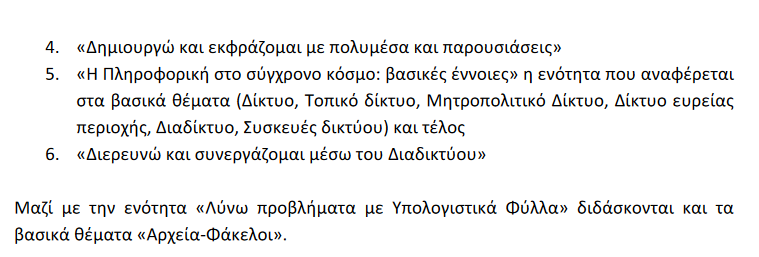 4. «Δημιουργώ και εκφράζομαι με πολυμέσα και παρουσιάσεις»
5. «Η Πληροφορική στο σύγχρονο κόσμο: βασικές έννοιες» η ενότητα που αναφέρεται
στα βασικά θέματα (Δίκτυο, Τοπικό δίκτυο, Μητροπολιτικό Δίκτυο, Δίκτυο ευρείας
περιοχής, Διαδίκτυο, Συσκευές δικτύου) και τέλος
6. «Διερευνώ και συνεργάζομαι μέσω του Διαδικτύου»
Μαζί με την ενότητα «Λύνω προβλήματα με Υπολογιστικά Φύλλα» διδάσκονται και τα
βασικά θέματα «Αρχεία-Φάκελοι».